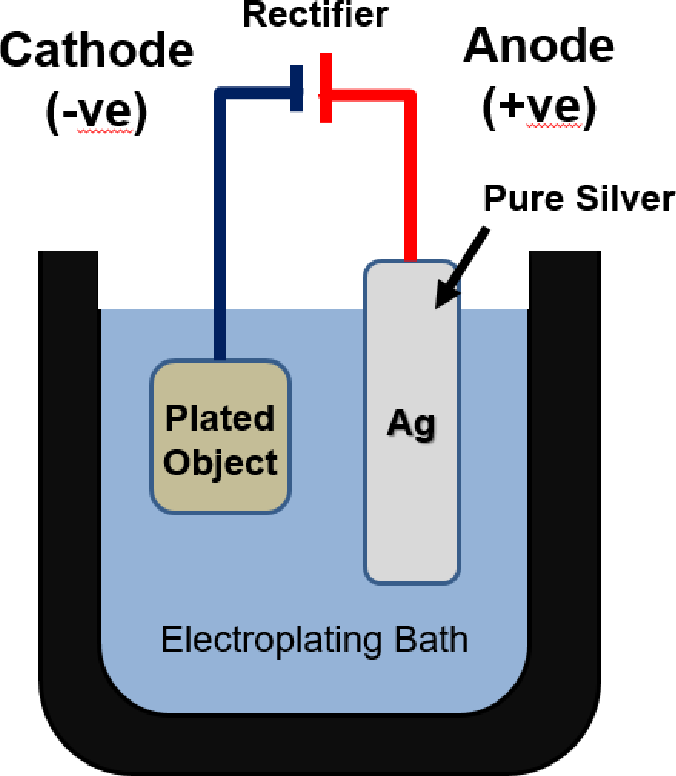 Rectifier
Cathode
(-ve)
Anode
(+ve)
Pure Silver
Plated
Object
Ag
Electroplating Bath